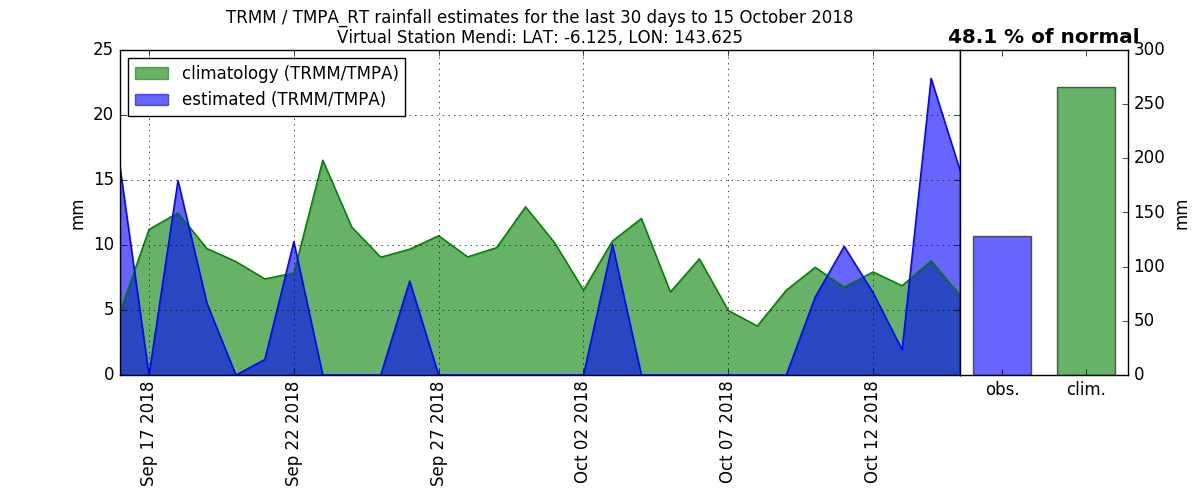 TRMM / TMPA_RT rainfall estimates for the last 30 days to 15 October 2018
Virtual Station Mendi: LAT: -6.125, LON: 143.625
48.1 % of normal
climatology (TRMM/TMPA)
estimated (TRMM/TMPA)
25
20
15
10
5
0
mm
Sep 17 2018
Sep 22 2018
Sep 27 2018
Oct 02 2018
Oct 07 2018
Oct 12 2018
obs.
clim.
300
250
200
150
100
50
0
mm